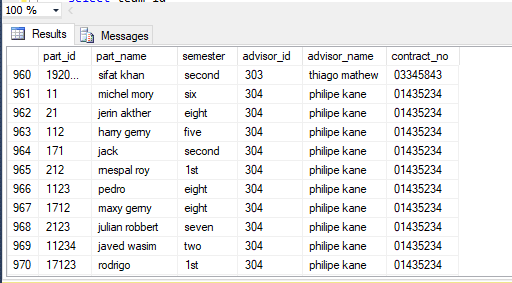 select team id
100 %
Results Messages
part_id part_name semester advisor_id advisor_name contract_no
960 1920... sifat khan second 303 thiago mathew 03345843
961 11 michel mory six 304 philipe kane 01435234
962 21 jerin akther eight 304 philipe kane 01435234
963 112 harry gerny five 304 philipe kane 01435234
964 171 jack second 304 philipe kane 01435234
965 212 mespal roy 1st 304 philipe kane 01435234
966 1123 pedro eight 304 philipe kane 01435234
967 1712 maxy gerny eight 304 philipe kane 01435234
968 2123 julian robbert seven 304 philipe kane 01435234
969 11234 javed wasim two 304 philipe kane 01435234
970 17123 rodrigo 1st 304 philipe kane 01435234